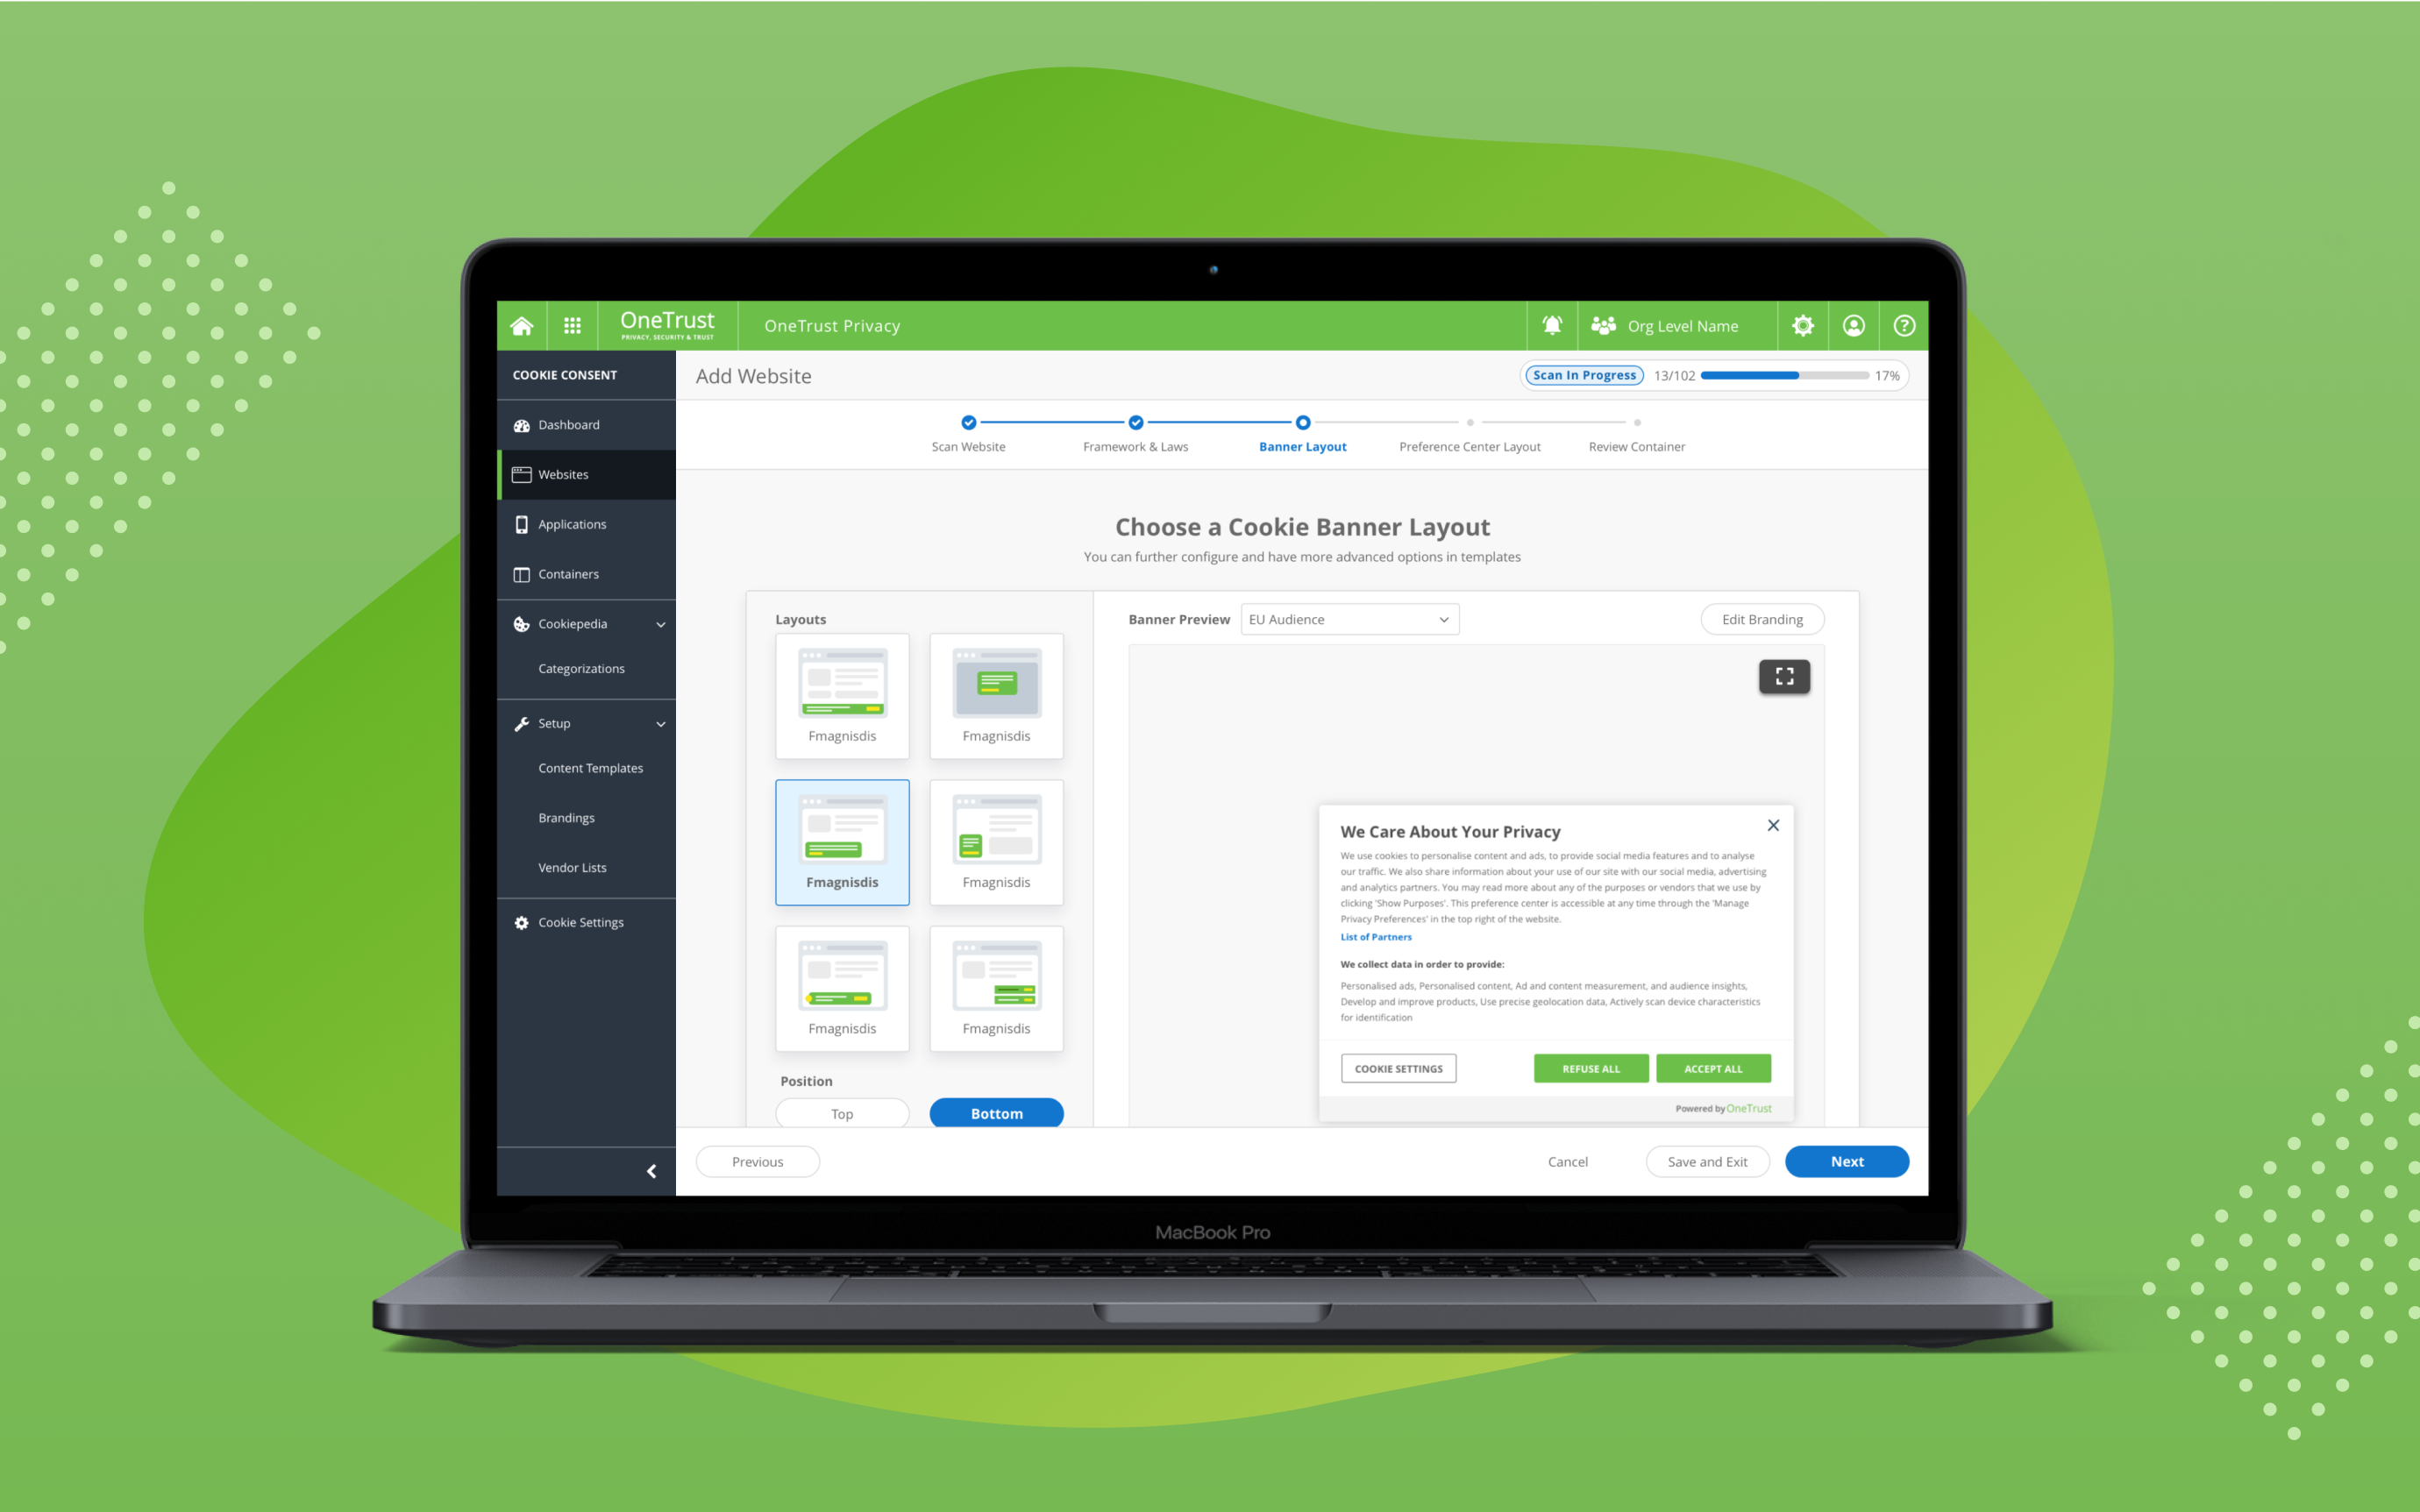 OneTrust
PRIVACY, SECURITY & TRUST
OneTrust Privacy
Org Level Name
COOKIE CONSENT
Add Website
Scan In Progress
13/102
17%
Dashboard
Websites
Applications
Containers
Cookiepedia
Categorizations
Setup
Content Templates
Brandings
Vendor Lists
Cookie Settings
Scan Website
Framework & Laws
Banner Layout
Preference Center Layout
Review Container
Choose a Cookie Banner Layout
You can further configure and have more advanced options in templates
Layouts
Fmagnisdis
Fmagnisdis
Fmagnisdis
Fmagnisdis
Fmagnisdis
Fmagnisdis
Position
Top
Bottom
Banner Preview
EU Audience
Edit Branding
We Care About Your Privacy
We use cookies to personalise content and ads, to provide social media features and to analyse
our traffic. We also share information about your use of our site with our social media, advertising
and analytics partners. You may read more about any of the purposes or vendors that we use by
clicking 'Show Purposes'. This preference center is accessible at any time through the 'Manage
Privacy Preferences' in the top right of the website.
List of Partners
We collect data in order to provide:
Personalised ads, Personalised content, Ad and content measurement, and audience insights,
Develop and improve products, Use precise geolocation data, Actively scan device characteristics
for identification
COOKIE SETTINGS
REFUSE ALL
ACCEPT ALL
Powered by OneTrust
Previous
Cancel
Save and Exit
Next
MacBook Pro